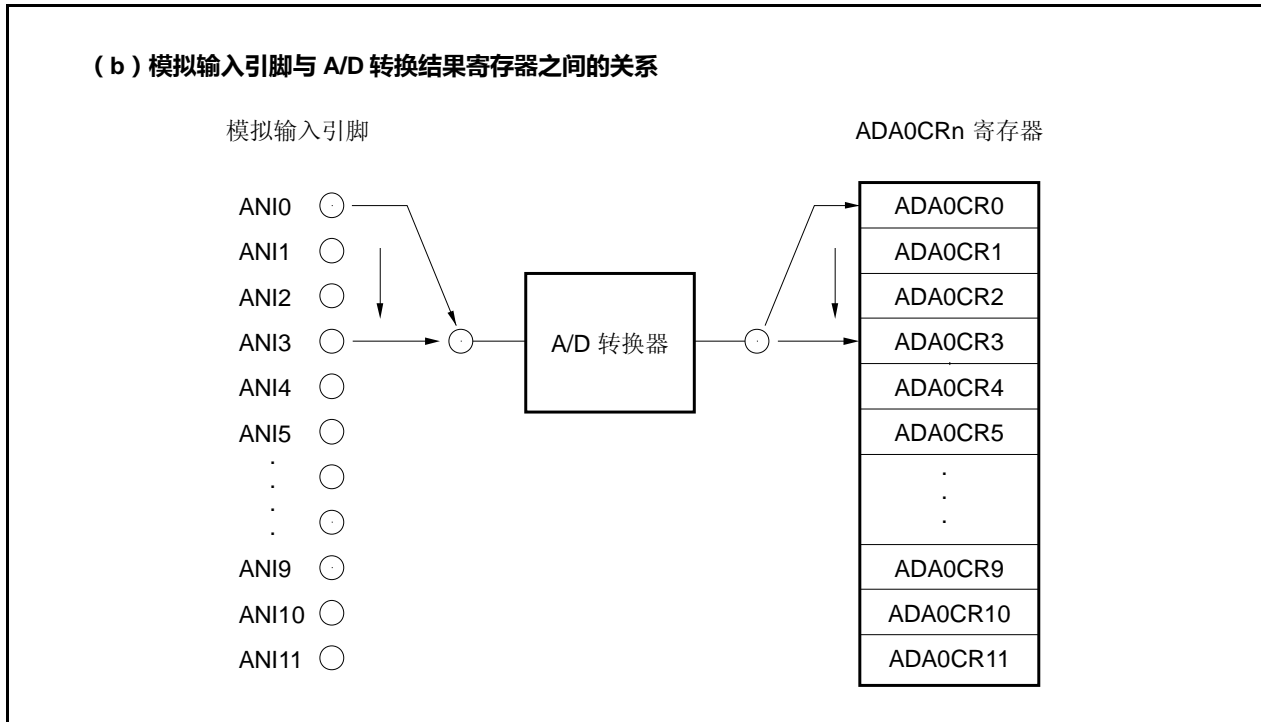 （b）模拟输入引脚与 A/D 转换结果寄存器之间的关系
模拟输入引脚 ADA0CRn 寄存器
ANI0 ADA0CR0
ANI1 ADA0CR1
ANI2 ADA0CR2
ANI3 A/D 转换器 ADA0CR3
ANI4 ADA0CR4
ANI5 ADA0CR5
ANI9 ADA0CR9
ANI10 ADA0CR10
ANI11 ADA0CR11